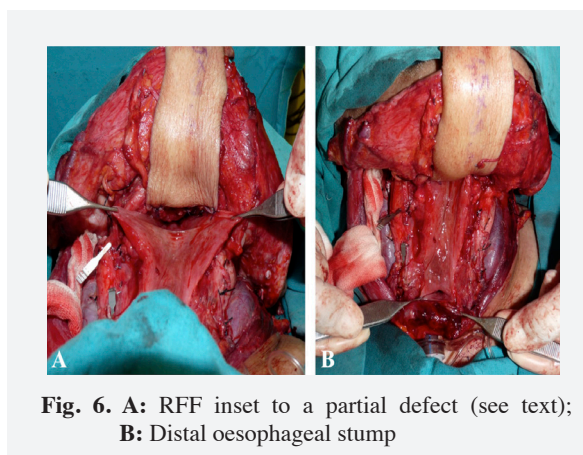 A
B
Fig. 6. A: RFF inset to a partial defect (see text);
B: Distal oesophageal stump